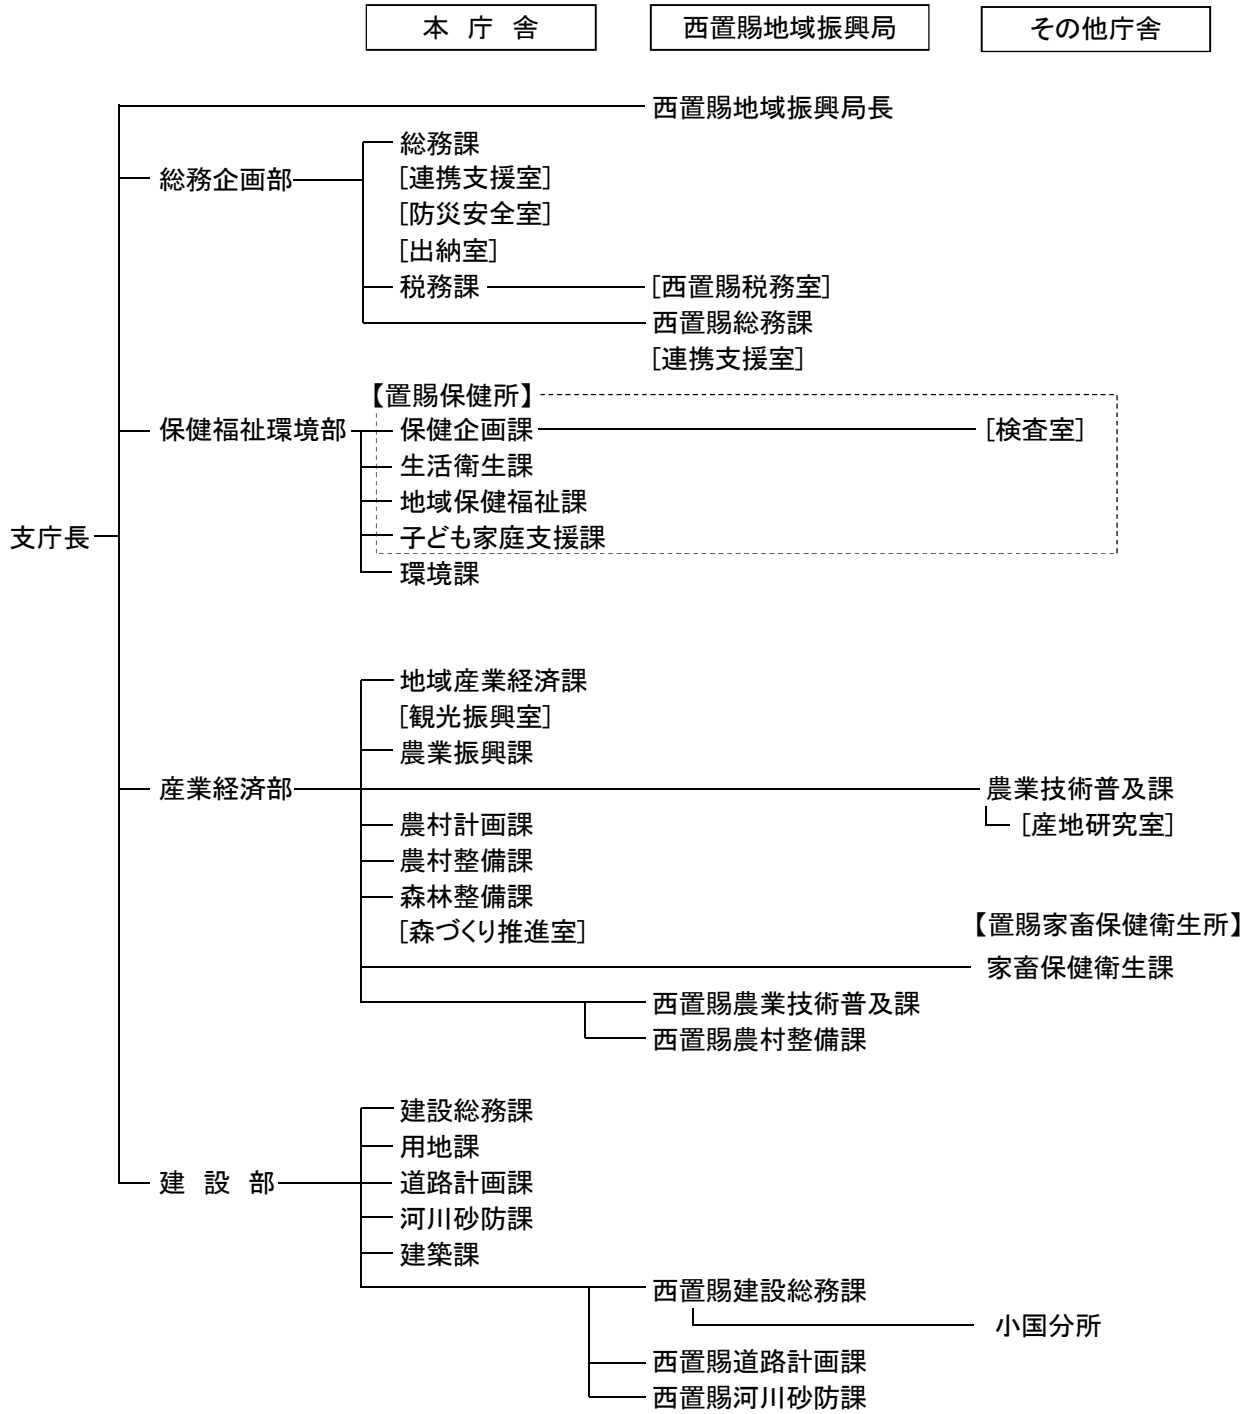 本 庁 舎　西置賜地域振興局　その他庁舎
西置賜地域振興局長
総務課
総務企画部　[連携支援室]
[防災安全室]
[出納室]
税務課　[西置賜税務室]
西置賜総務課
[連携支援室]
【置賜保健所】
保健福祉環境部　保健企画課　[検査室]
生活衛生課
地域保健福祉課
支庁長　子ども家庭支援課
環境課
地域産業経済課
[観光振興室]
農業振興課
産業経済部　農業技術普及課
農村計画課　[産地研究室]
農村整備課
森林整備課
[森づくり推進室]　【置賜家畜保健衛生所】
家畜保健衛生課
西置賜農業技術普及課
西置賜農村整備課
建設総務課
用地課
建 設 部　道路計画課
河川砂防課
建築課
西置賜建設総務課
小国分所
西置賜道路計画課
西置賜河川砂防課